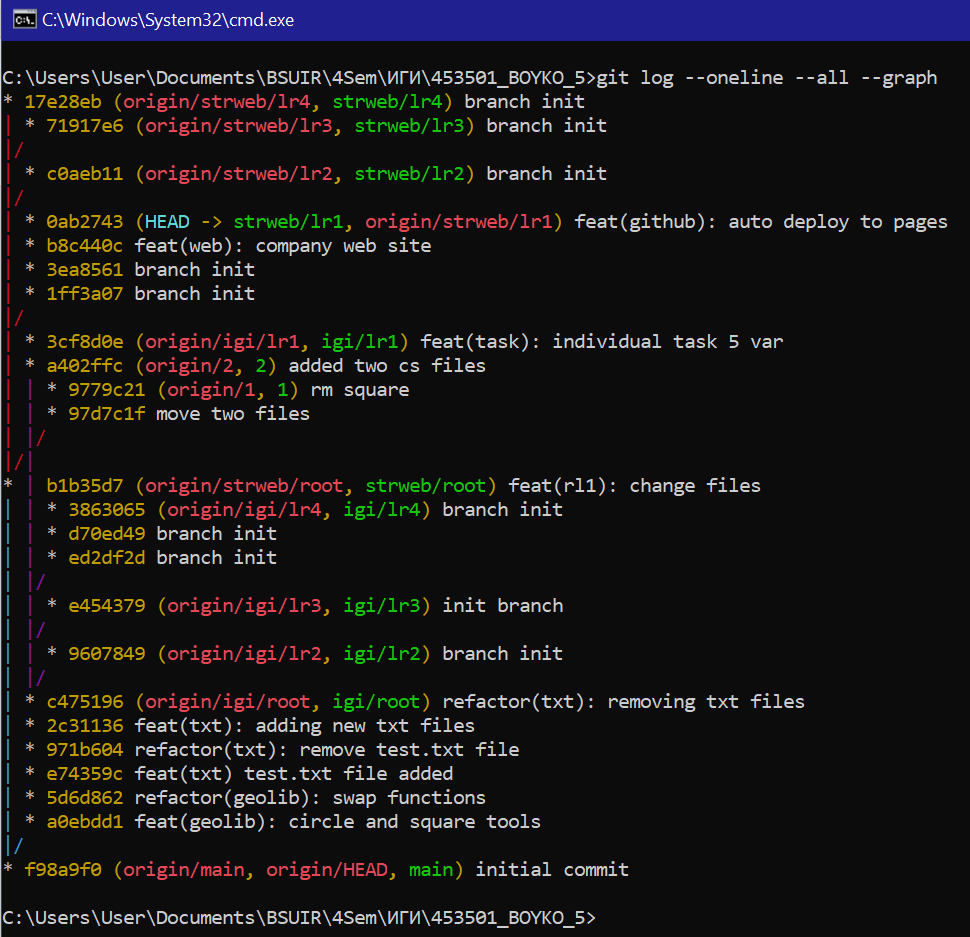 C:\Windows\System32\cmd.exe
C:\Users\User\Documents\BSUIR\4Sem\ИГИ\453501_BOYKO_5>git log --oneline --all --graph
* 17e28eb (origin/strweb/lr4, strweb/lr4) branch init
| * 71917e6 (origin/strweb/lr3, strweb/lr3) branch init
|/
| * c0aeb11 (origin/strweb/lr2, strweb/lr2) branch init
|/
| * 0ab2743 (HEAD -> strweb/lr1, origin/strweb/lr1) feat(github): auto deploy to pages
| * b8c440c feat(web): company web site
| * 3ea8561 branch init
| * 1ff3a07 branch init
|/
| * 3cf8d0e (origin/igi/lr1, igi/lr1) feat(task): individual task 5 var
| * a402ffc (origin/2, 2) added two cs files
| | * 9779c21 (origin/1, 1) rm square
| | * 97d7c1f move two files
| |/
|/|
* | b1b35d7 (origin/strweb/root, strweb/root) feat(rl1): change files
| | * 3863065 (origin/igi/lr4, igi/lr4) branch init
| | * d70ed49 branch init
| | * ed2df2d branch init
| |/
| | * e454379 (origin/igi/lr3, igi/lr3) init branch
| |/
| | * 9607849 (origin/igi/lr2, igi/lr2) branch init
| |/
| * c475196 (origin/igi/root, igi/root) refactor(txt): removing txt files
| * 2c31136 feat(txt): adding new txt files
| * 971b604 refactor(txt): remove test.txt file
| * e74359c feat(txt) test.txt file added
| * 5d6d862 refactor(geolib): swap functions
| * a0ebdd1 feat(geolib): circle and square tools
|/
* f98a9f0 (origin/main, origin/HEAD, main) initial commit
C:\Users\User\Documents\BSUIR\4Sem\ИГИ\453501_BOYKO_5>